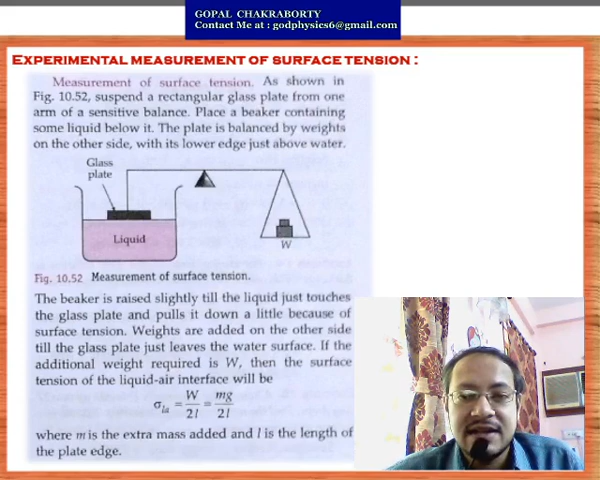 GOPAL CHAKRABORTY
Contact Me at : godphysics6@gmail.com
EXPERIMENTAL MEASUREMENT OF SURFACE TENSION :
Measurement of surface tension. As shown in
Fig. 10.52, suspend a rectangular glass plate from one
arm of a sensitive balance. Place a beaker containing
some liquid below it. The plate is balanced by weights
on the other side, with its lower edge just above water.
Glass
plate
Liquid
W
Fig. 10.52 Measurement of surface tension.
The beaker is raised slightly till the liquid just touches
the glass plate and pulls it down a little because of
surface tension. Weights are added on the other side
till the glass plate just leaves the water surface. If the
additional weight required is W, then the surface
tension of the liquid-air interface will be
σla = W/2l = mg/2l
where m is the extra mass added and l is the length of
the plate edge.